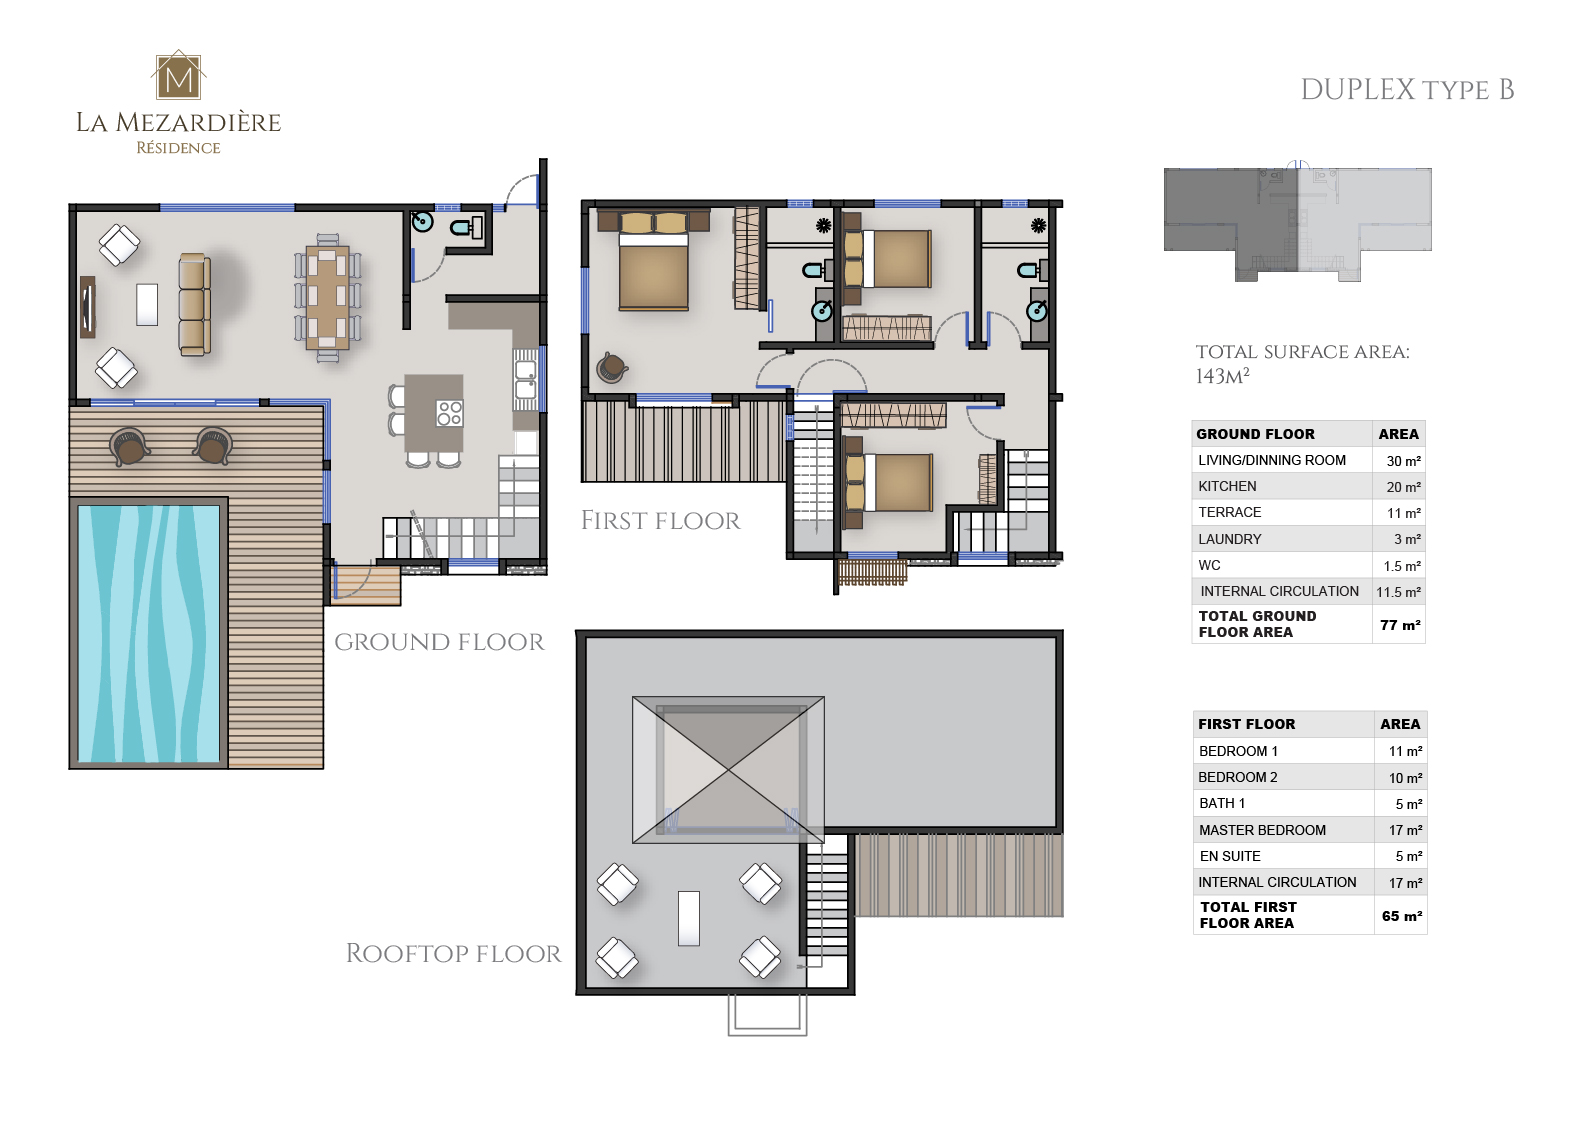 M
LA MEZARDIÈRE
RÉSIDENCE
DUPLEX TYPE B
TOTAL SURFACE AREA:
143M²
GROUND FLOOR AREA
LIVING/DINNING ROOM 30 m²
KITCHEN 20 m²
TERRACE 11 m²
LAUNDRY 3 m²
WC 1.5 m²
INTERNAL CIRCULATION 11.5 m²
TOTAL GROUND
FLOOR AREA 77 m²
FIRST FLOOR
GROUND FLOOR
FIRST FLOOR AREA
BEDROOM 1 11 m²
BEDROOM 2 10 m²
BATH 1 5 m²
MASTER BEDROOM 17 m²
EN SUITE 5 m²
INTERNAL CIRCULATION 17 m²
TOTAL FIRST
FLOOR AREA 65 m²
ROOFTOP FLOOR